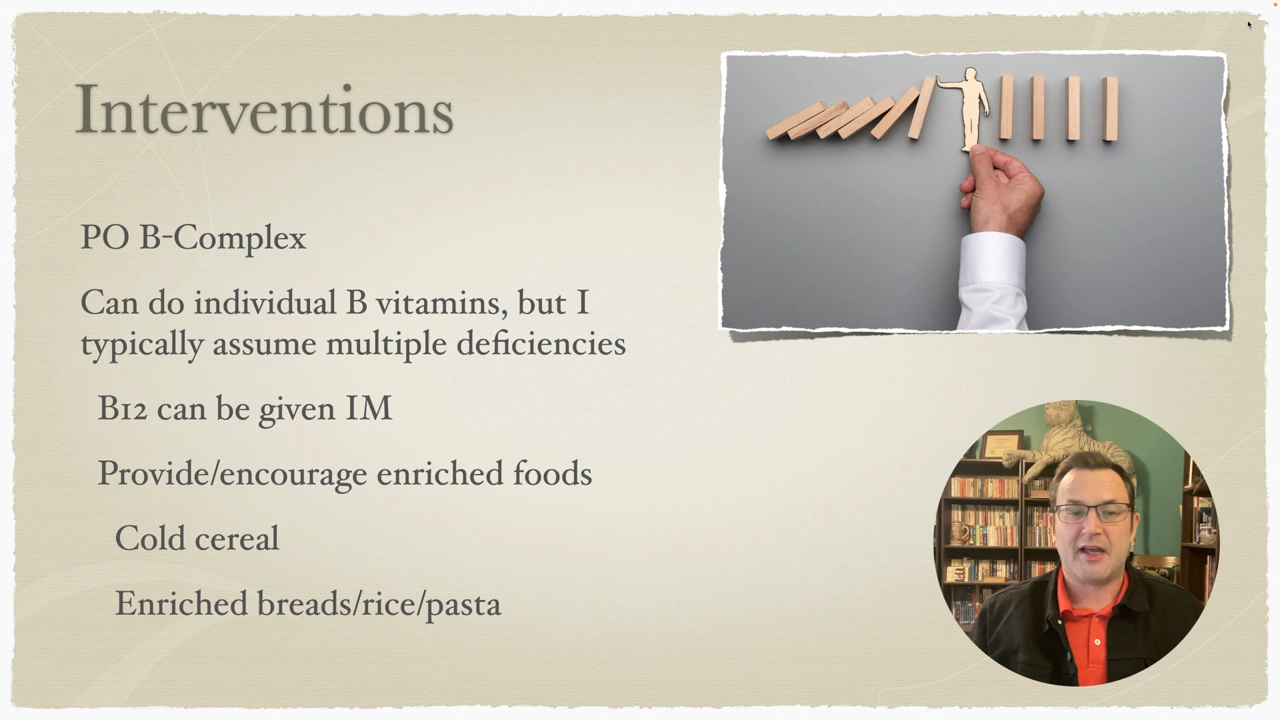 Interventions
PO B-Complex
Can do individual B vitamins, but I
typically assume multiple deficiencies
B12 can be given IM
Provide/encourage enriched foods
Cold cereal
Enriched breads/rice/pasta